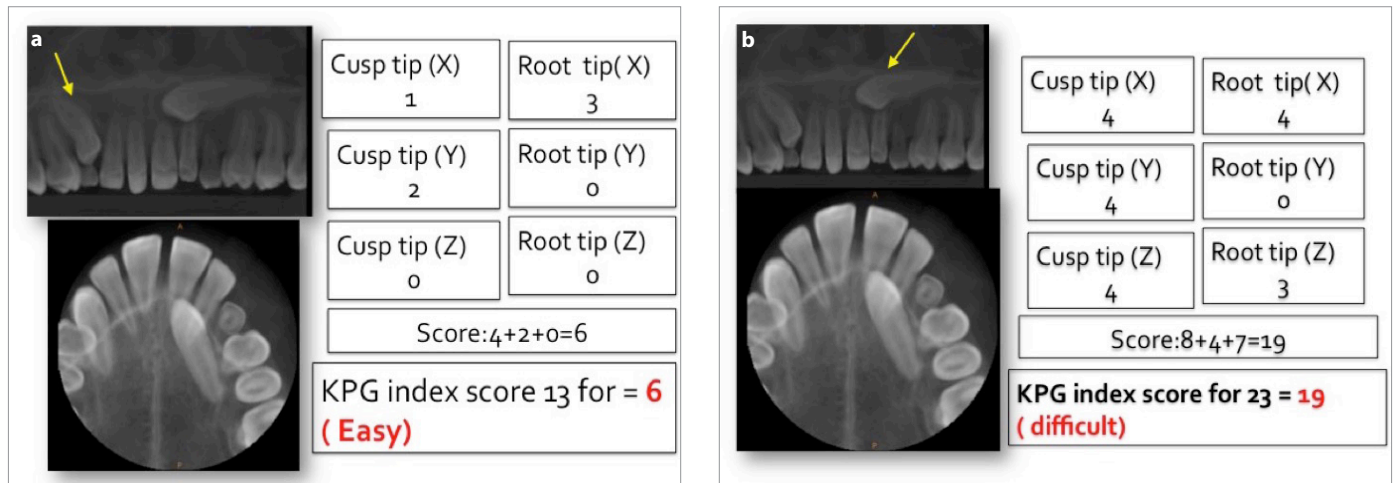 a
Cusp tip (X)
1
Root tip( X)
3
Cusp tip (Y)
2
Root tip (Y)
0
Cusp tip (Z)
0
Root tip (Z)
0
Score:4+2+0=6
KPG index score 13 for = 6
( Easy)
A
P
b
Cusp tip (X)
4
Root tip( X)
4
Cusp tip (Y)
4
Root tip (Y)
0
Cusp tip (Z)
4
Root tip (Z)
3
Score:8+4+7=19
KPG index score for 23 = 19
( difficult)
A
P